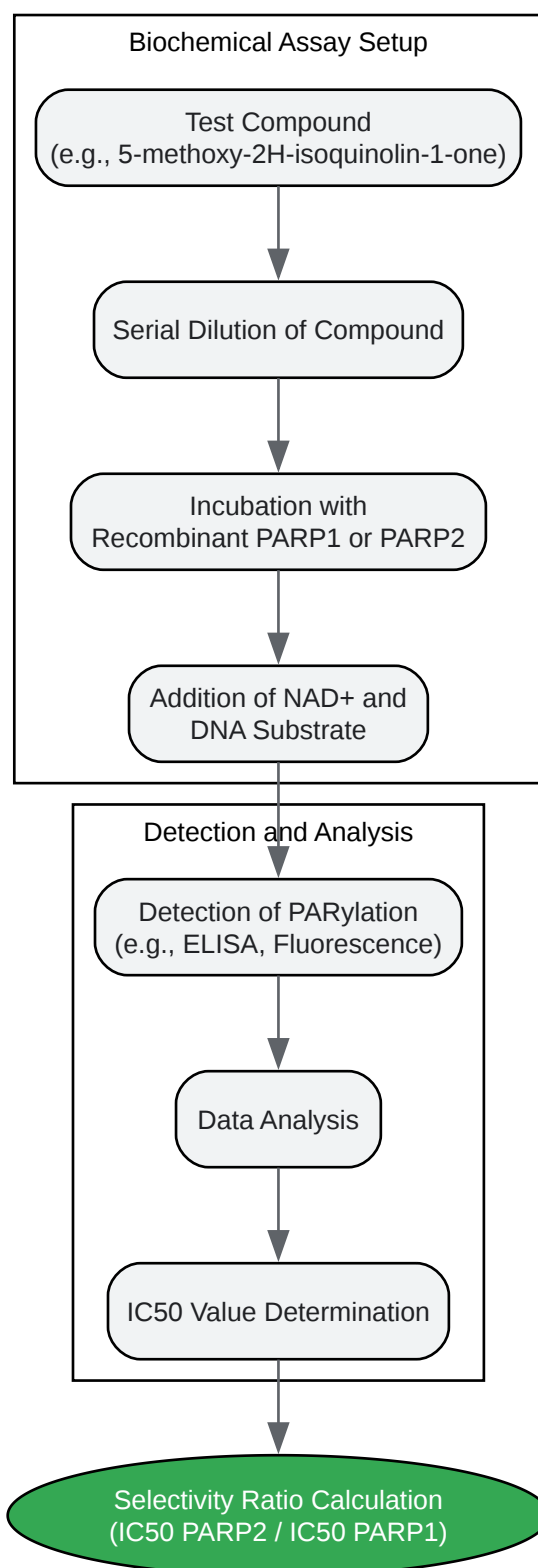 Biochemical Assay Setup
Test Compound
(e.g., 5-methoxy-2H-isoquinolin-1-one)
Serial Dilution of Compound
Incubation with
Recombinant PARP1 or PARP2
Addition of NAD+ and
DNA Substrate
Detection and Analysis
Detection of PARylation
(e.g., ELISA, Fluorescence)
Data Analysis
IC50 Value Determination
Selectivity Ratio Calculation
(IC50 PARP2 / IC50 PARP1)